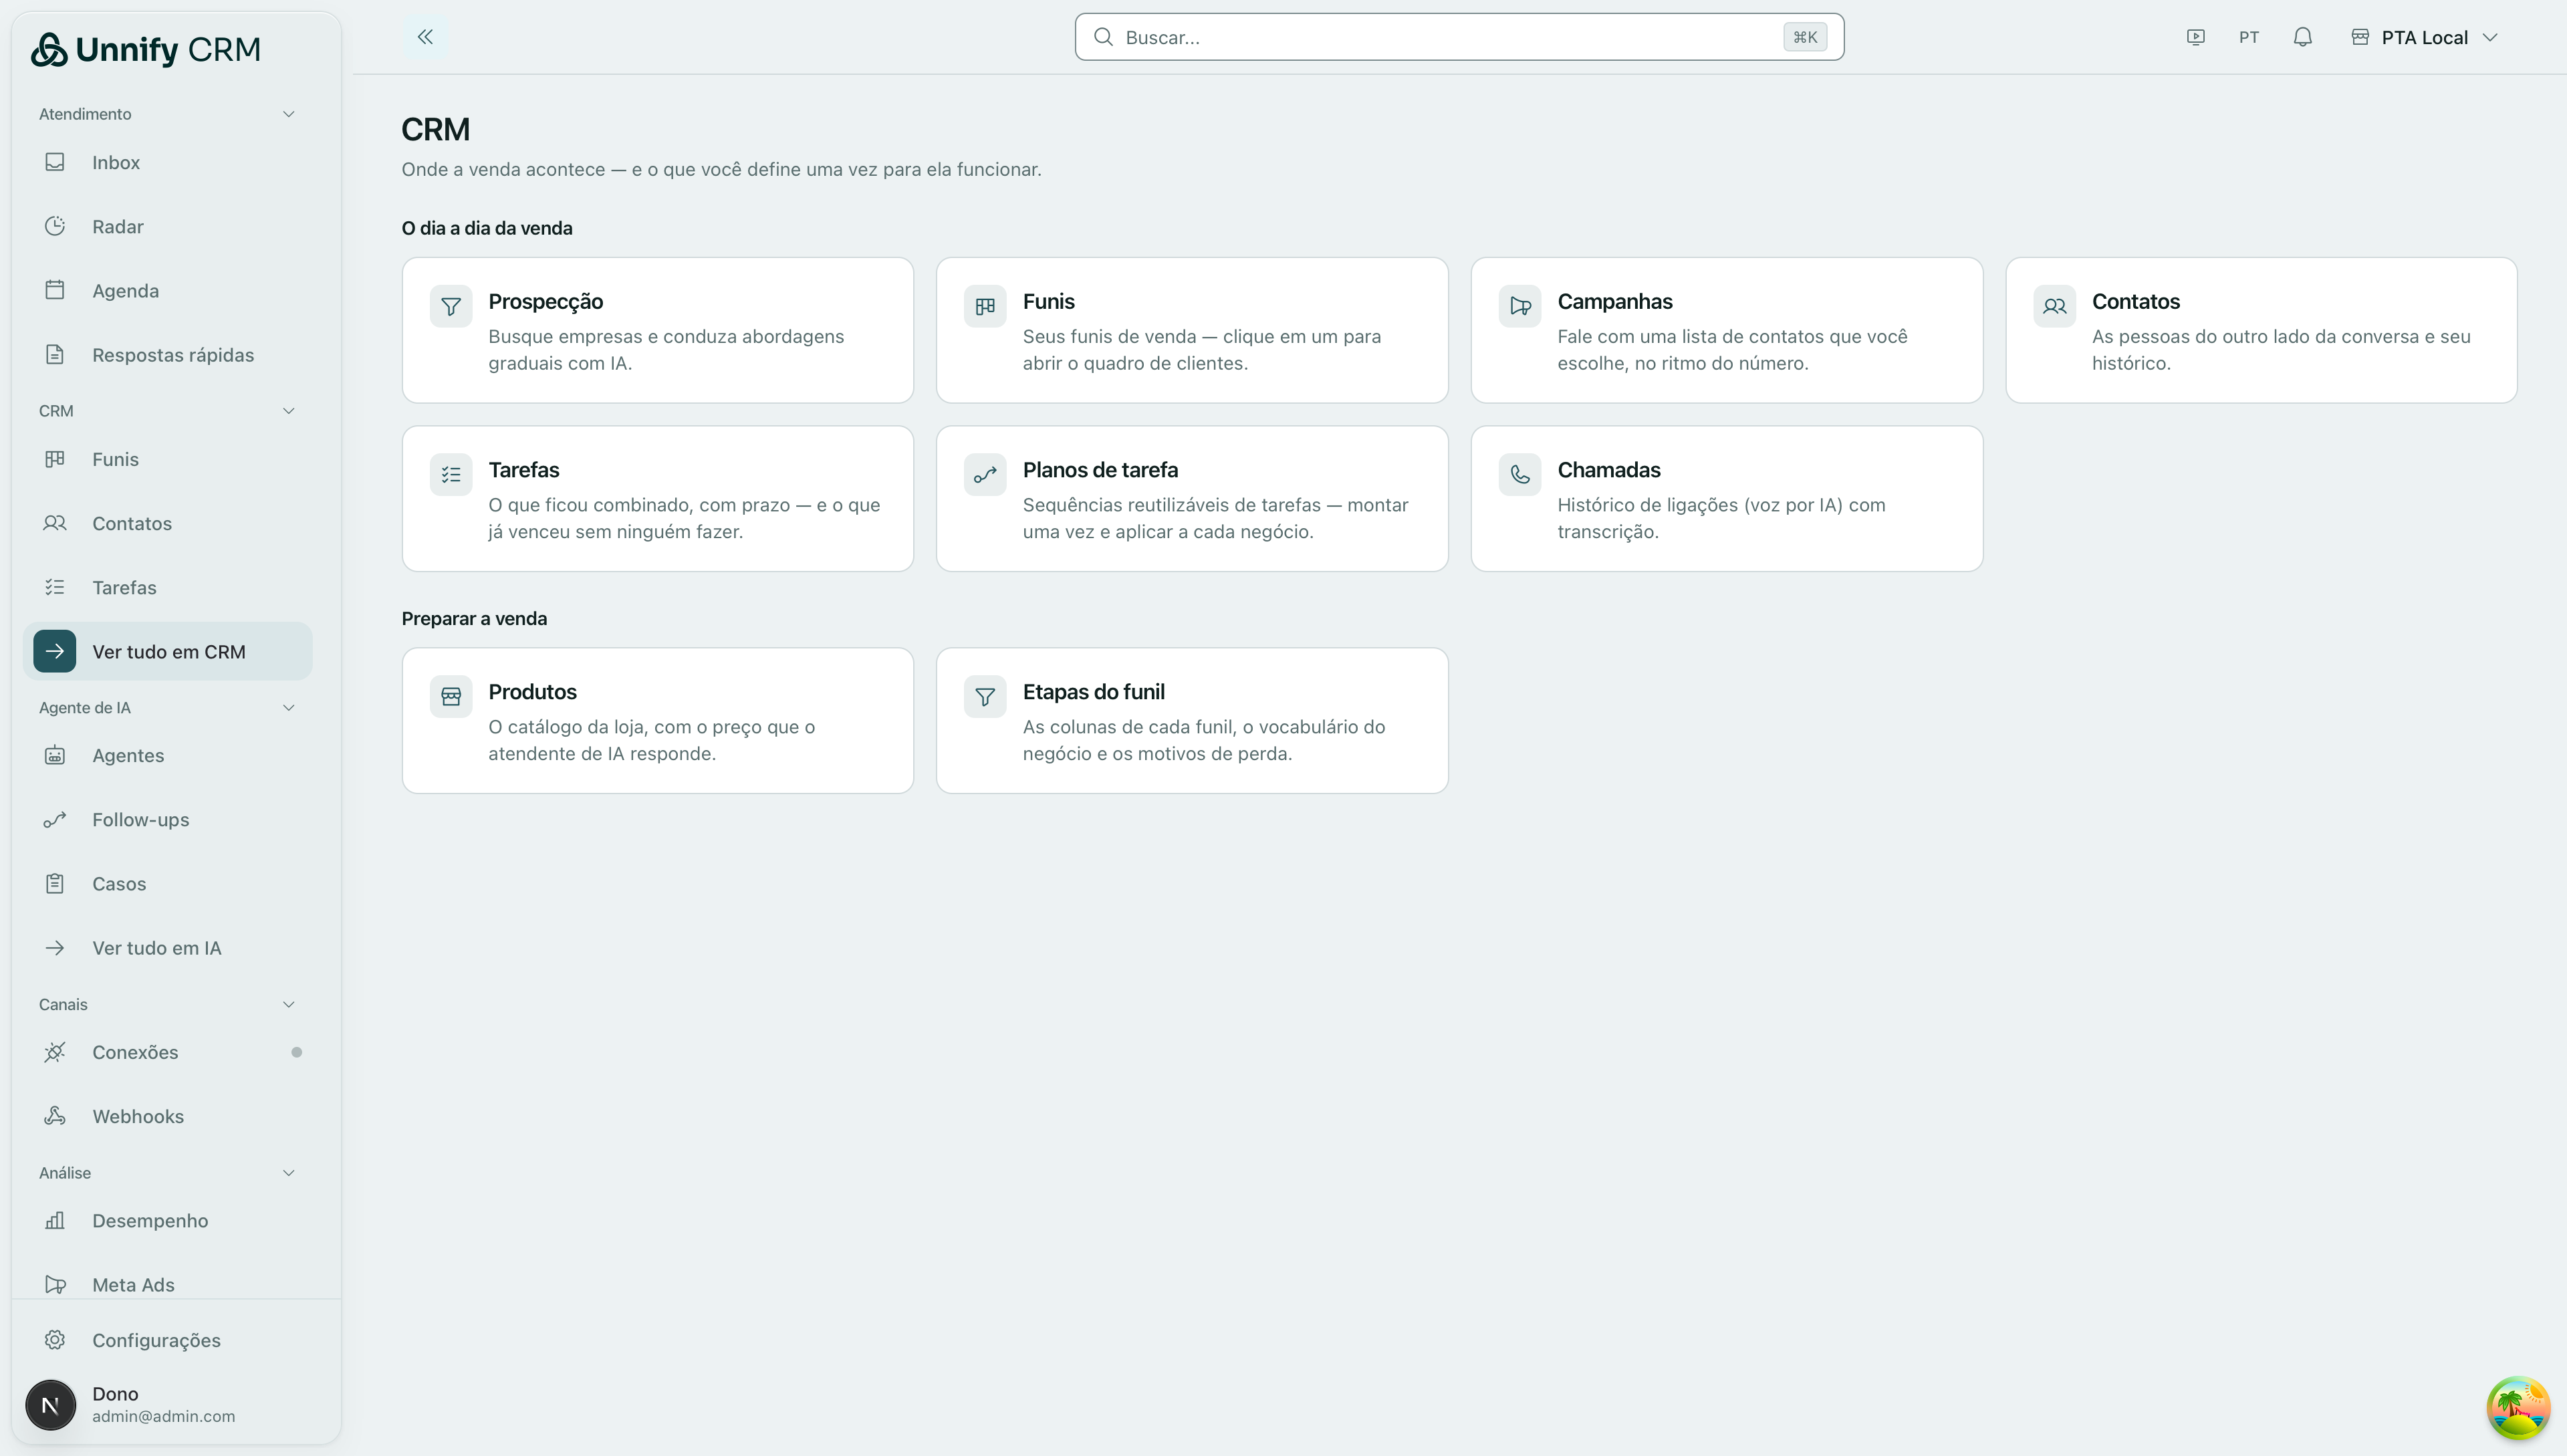 Unnify CRM
Atendimento
Inbox
Radar
Agenda
Respostas rápidas
CRM
Funis
Contatos
Tarefas
Ver tudo em CRM
Agente de IA
Agentes
Follow-ups
Casos
Ver tudo em IA
Canais
Conexões
Webhooks
Análise
Desempenho
Meta Ads
Configurações
N
Dono
admin@admin.com
Buscar...
⌘K
PT
PTA Local
CRM
Onde a venda acontece — e o que você define uma vez para ela funcionar.
O dia a dia da venda
Prospecção
Busque empresas e conduza abordagens
graduais com IA.
Funis
Seus funis de venda — clique em um para
abrir o quadro de clientes.
Campanhas
Fale com uma lista de contatos que você
escolhe, no ritmo do número.
Contatos
As pessoas do outro lado da conversa e seu
histórico.
Tarefas
O que ficou combinado, com prazo — e o que
já venceu sem ninguém fazer.
Planos de tarefa
Sequências reutilizáveis de tarefas — montar
uma vez e aplicar a cada negócio.
Chamadas
Histórico de ligações (voz por IA) com
transcrição.
Preparar a venda
Produtos
O catálogo da loja, com o preço que o
atendente de IA responde.
Etapas do funil
As colunas de cada funil, o vocabulário do
negócio e os motivos de perda.